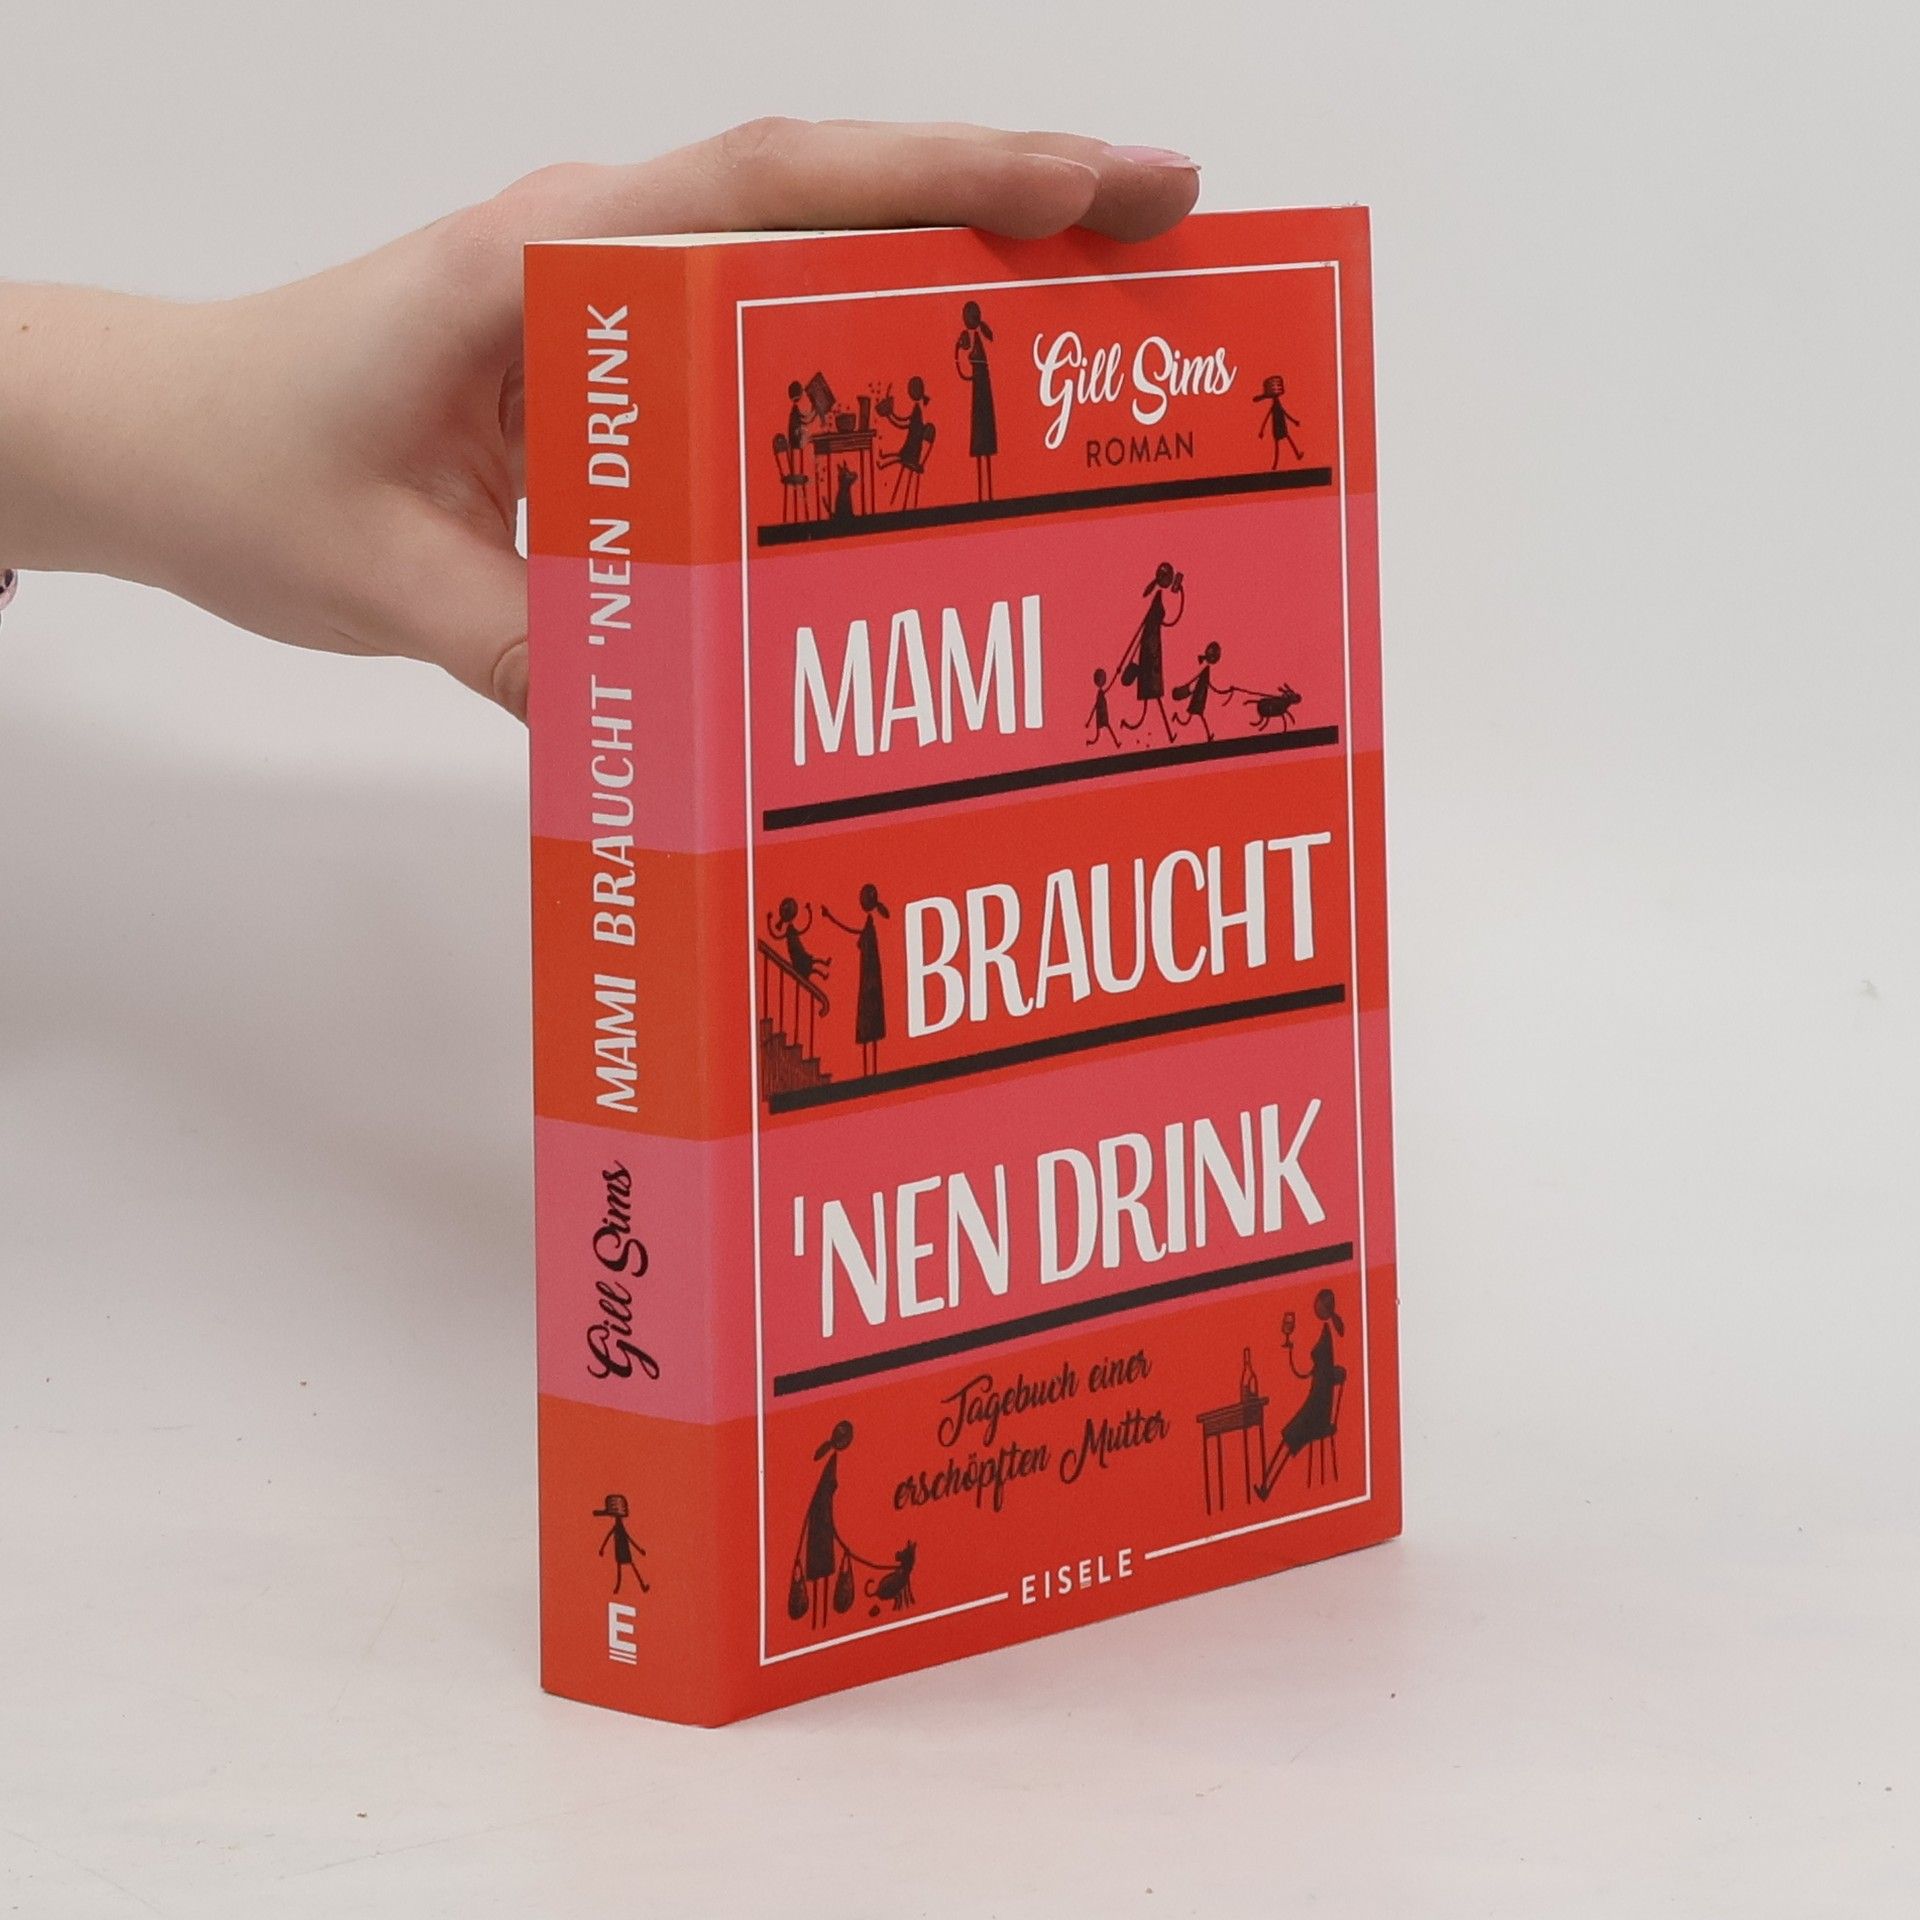 MAMI BRAUCHT 'NEN DRINK
Gill Sims
E
Gill Sims
ROMAN
MAMI
BRAUCHT
'NEN DRINK
Tagebuch einer
erschöpften Mutter
EISELE